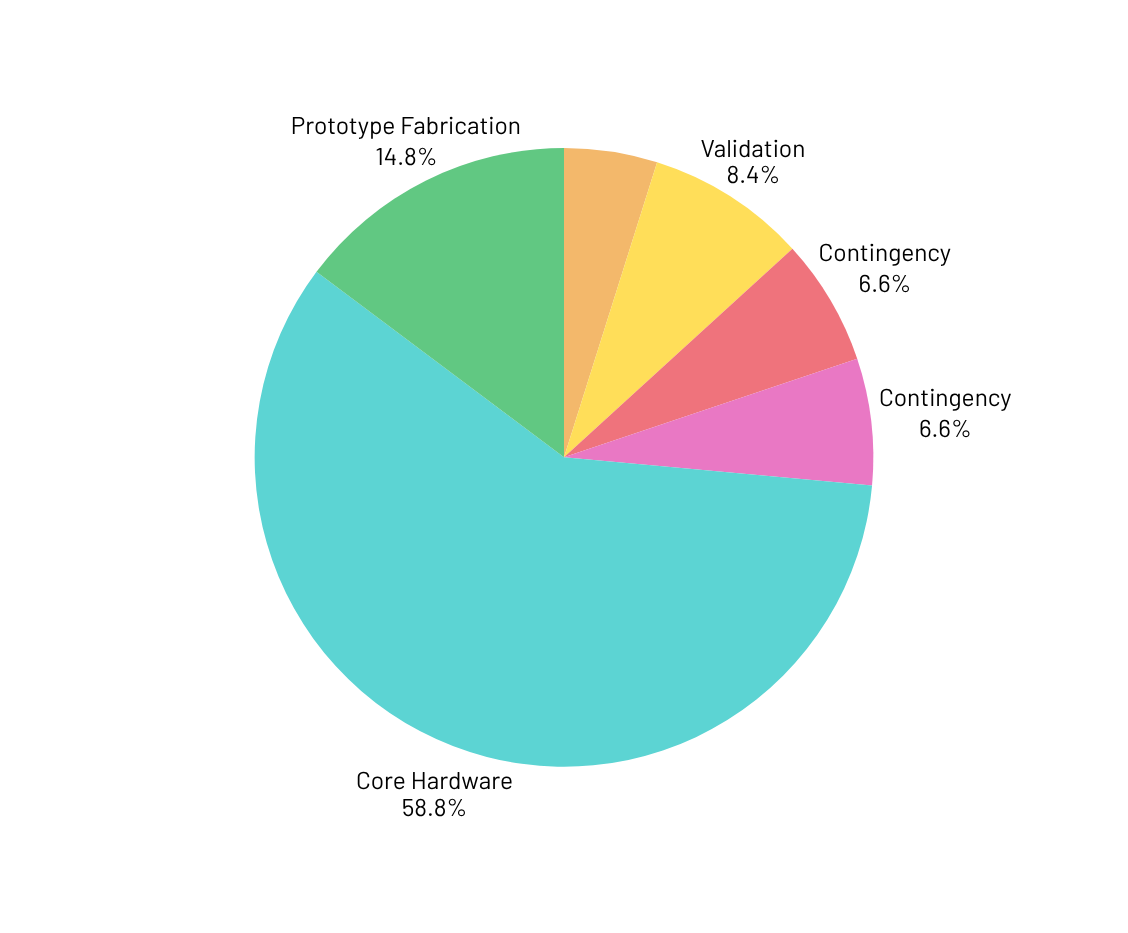 Prototype Fabrication
14.8%
Validation
8.4%
Contingency
6.6%
Contingency
6.6%
Core Hardware
58.8%